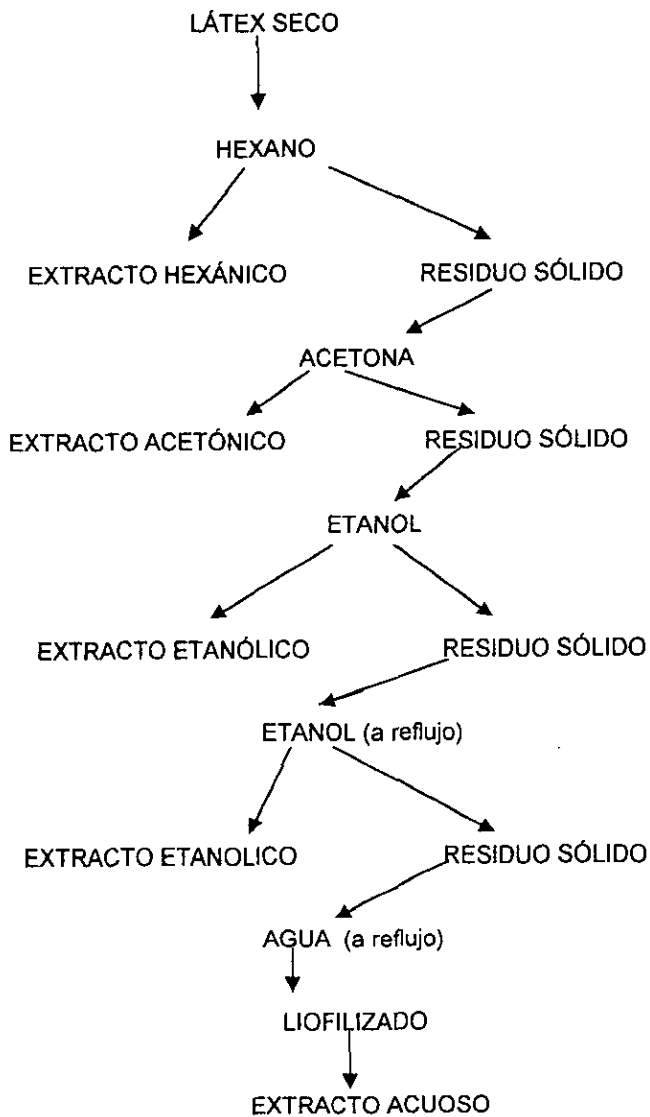 LÁTEX SECO
HEXANO
EXTRACTO HEXÁNICO RESIDUO SÓLIDO
ACETONA
EXTRACTO ACETÓNICO RESIDUO SÓLIDO
ETANOL
EXTRACTO ETANÓLICO RESIDUO SÓLIDO
ETANOL (a reflujo)
EXTRACTO ETANOLICO RESIDUO SÓLIDO
AGUA (a reflujo)
LIOFILIZADO
EXTRACTO ACUOSO